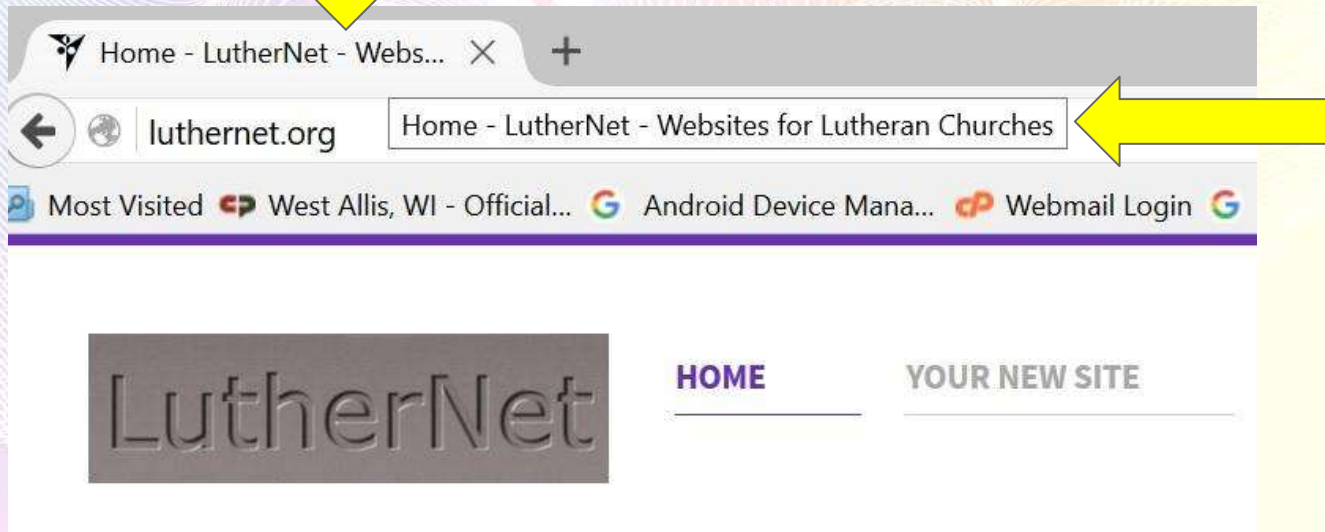 Home - LutherNet - Webs...
luthernet.org
Home - LutherNet - Websites for Lutheran Churches
Most Visited West Allis, WI - Official... Android Device Mana... Webmail Login
LutherNet
HOME YOUR NEW SITE